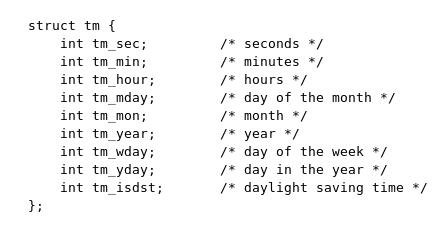 struct tm {
    int tm_sec;         /* seconds */
    int tm_min;         /* minutes */
    int tm_hour;        /* hours */
    int tm_mday;        /* day of the month */
    int tm_mon;         /* month */
    int tm_year;        /* year */
    int tm_wday;        /* day of the week */
    int tm_yday;        /* day in the year */
    int tm_isdst;       /* daylight saving time */
};